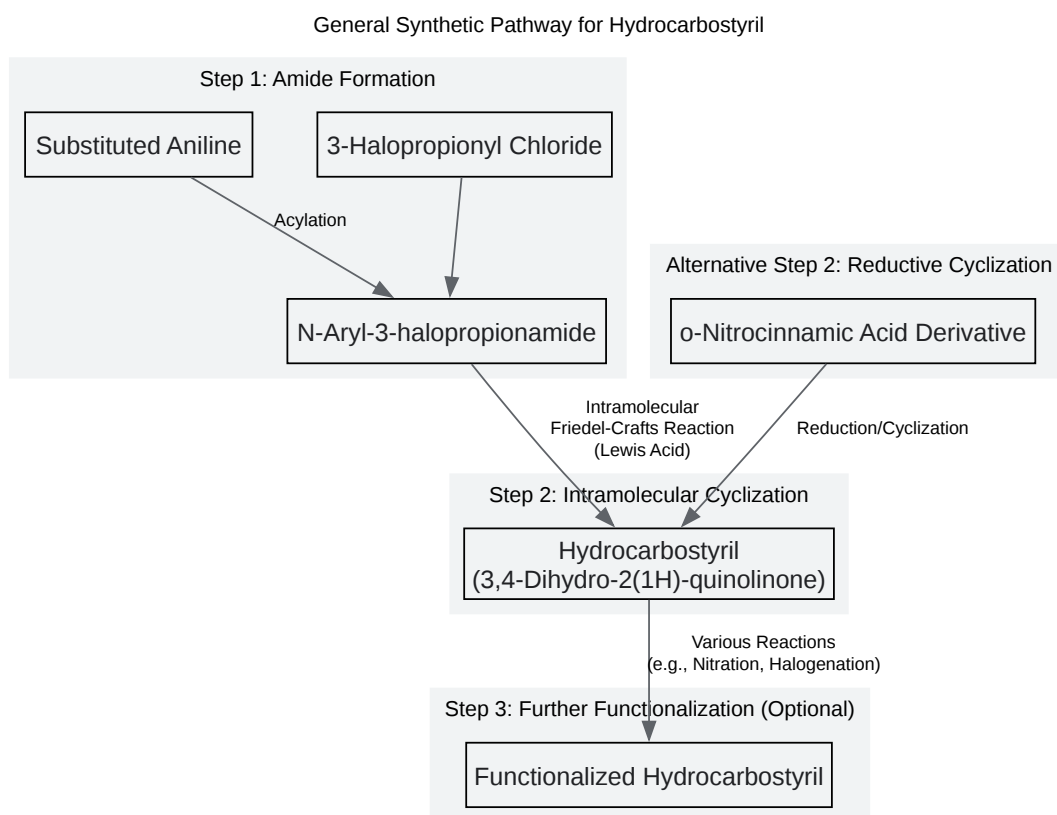 General Synthetic Pathway for Hydrocarbostyril
Step 1: Amide Formation
Substituted Aniline
3-Halopropionyl Chloride
Acylation
N-Aryl-3-halopropionamide
Alternative Step 2: Reductive Cyclization
o-Nitrocinnamic Acid Derivative
Intramolecular
Friedel-Crafts Reaction
(Lewis Acid)
Reduction/Cyclization
Step 2: Intramolecular Cyclization
Hydrocarbostyril
(3,4-Dihydro-2(1H)-quinolinone)
Various Reactions
(e.g., Nitration, Halogenation)
Step 3: Further Functionalization (Optional)
Functionalized Hydrocarbostyril